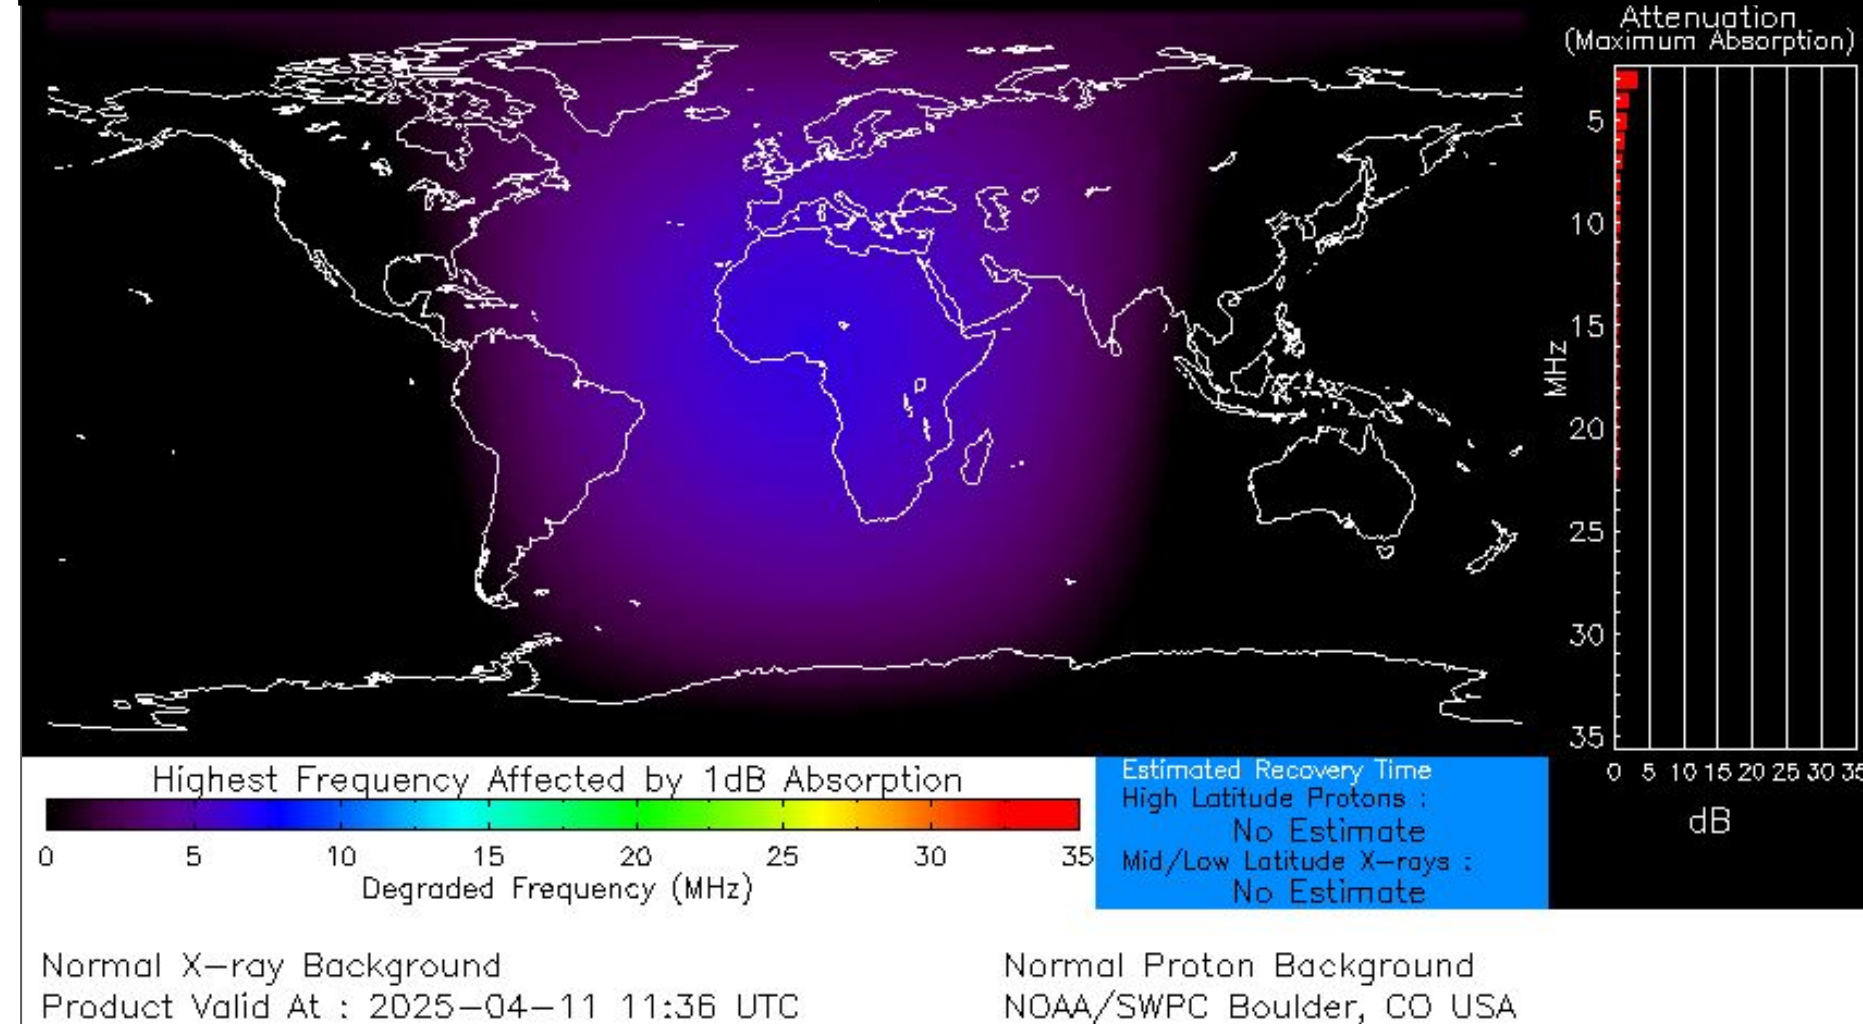 Attenuation
(Maximum Absorption)
5
10
15
20
25
30
35
MHz
0 5 10 15 20 25 30 35
dB
Highest Frequency Affected by 1dB Absorption
0 5 10 15 20 25 30 35
Degraded Frequency (MHz)
Estimated Recovery Time
High Latitude Protons :
No Estimate
Mid/Low Latitude X-rays :
No Estimate
Normal X-ray Background
Product Valid At : 2025-04-11 11:36 UTC
Normal Proton Background
NOAA/SWPC Boulder, CO USA